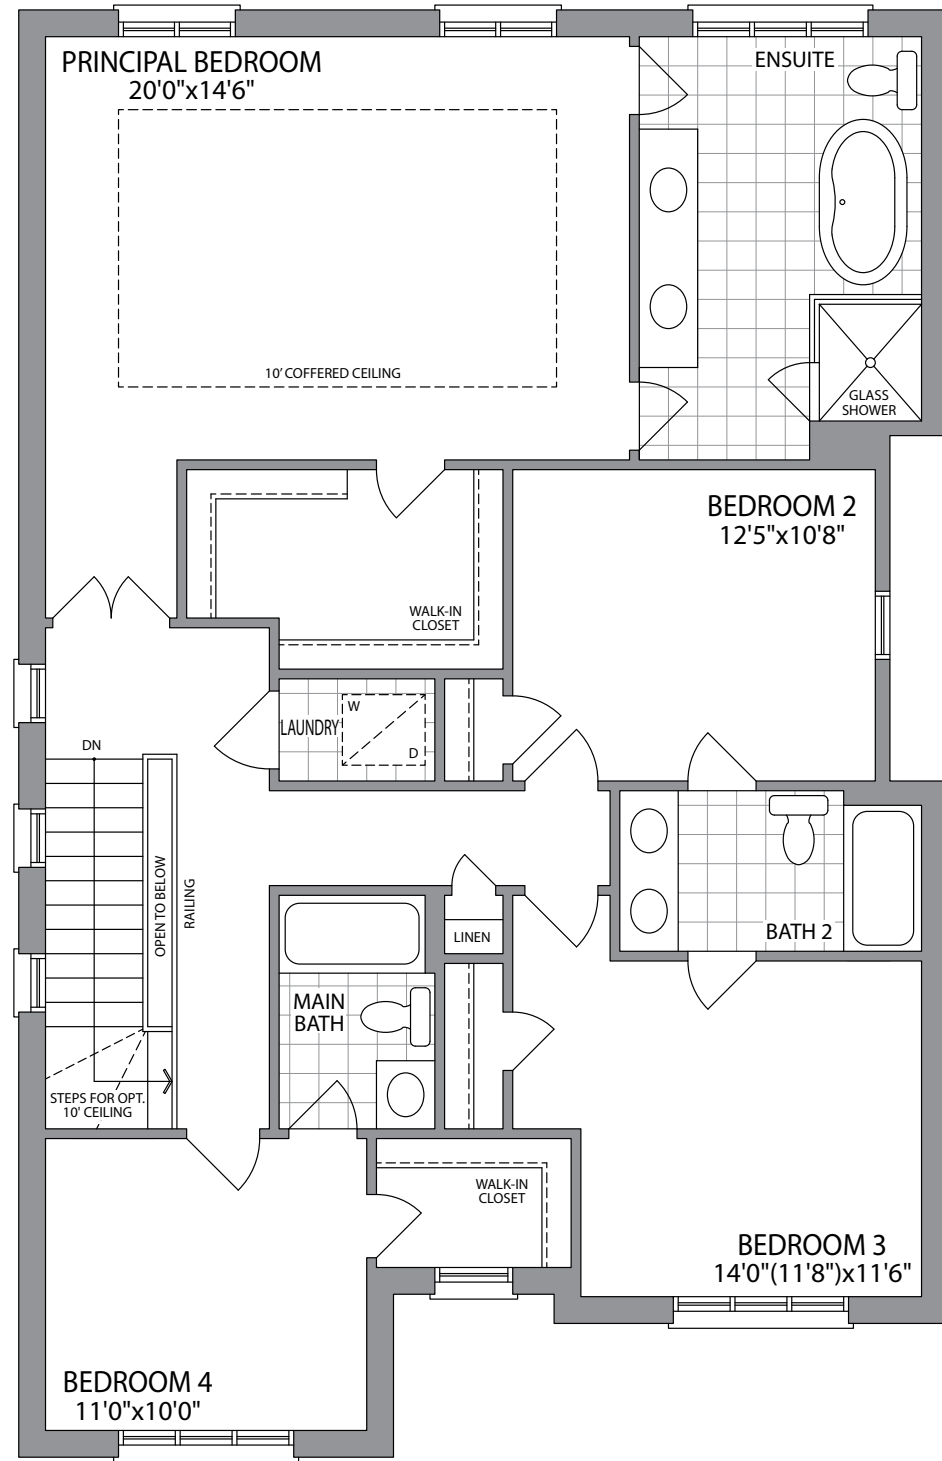 PRINCIPAL BEDROOM
20'0"x14'6"
ENSUITE
10' COFFERED CEILING
GLASS
SHOWER
BEDROOM 2
12'5"x10'8"
WALK-IN
CLOSET
LAUNDRY
W
D
DN
OPEN TO BELOW
RAILING
LINEN
BATH 2
MAIN
BATH
STEPS FOR OPT.
10' CEILING
WALK-IN
CLOSET
BEDROOM 3
14'0"(11'8")x11'6"
BEDROOM 4
11'0"x10'0"